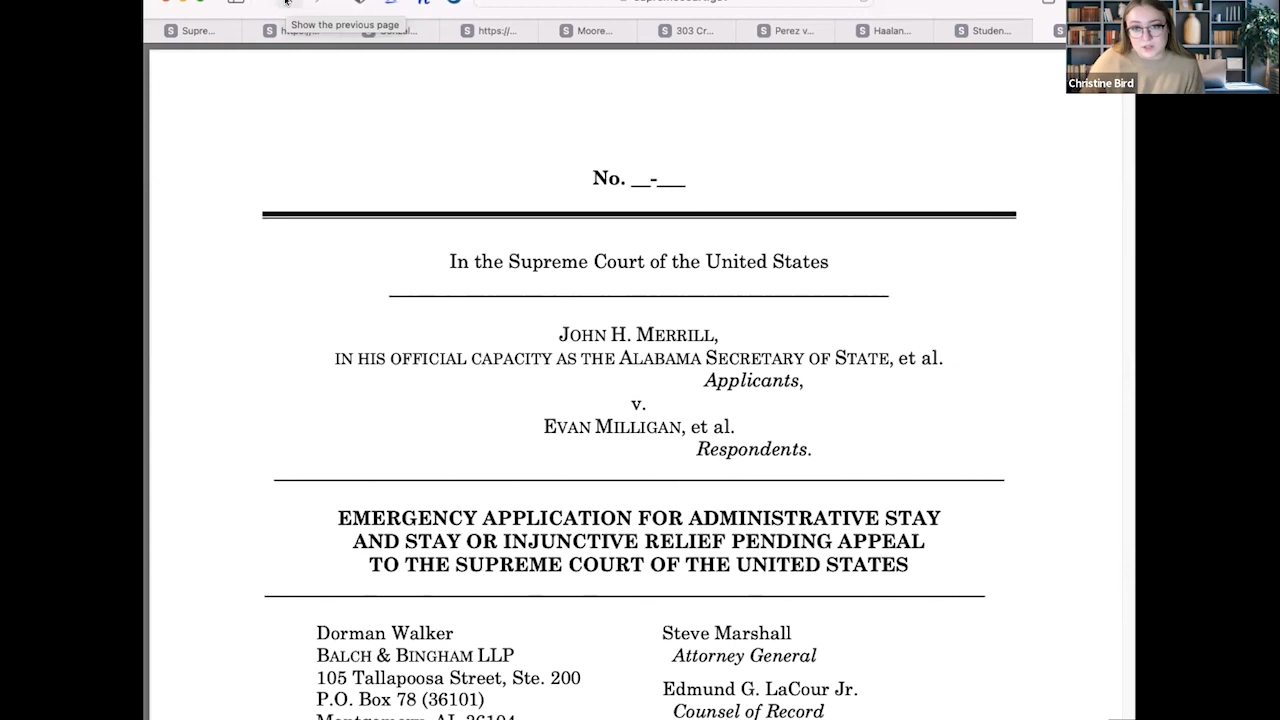 Show the previous page
Supre...
https://...
Moore...
303 Cr...
Perez v...
Haalan...
Studen...
Christine Bird
No. __-___
In the Supreme Court of the United States
JOHN H. MERRILL,
IN HIS OFFICIAL CAPACITY AS THE ALABAMA SECRETARY OF STATE, et al.
Applicants,
v.
EVAN MILLIGAN, et al.
Respondents.
EMERGENCY APPLICATION FOR ADMINISTRATIVE STAY
AND STAY OR INJUNCTIVE RELIEF PENDING APPEAL
TO THE SUPREME COURT OF THE UNITED STATES
Dorman Walker
BALCH & BINGHAM LLP
105 Tallapoosa Street, Ste. 200
P.O. Box 78 (36101)
Montgomery, AL 36104
Steve Marshall
Attorney General
Edmund G. LaCour Jr.
Counsel of Record